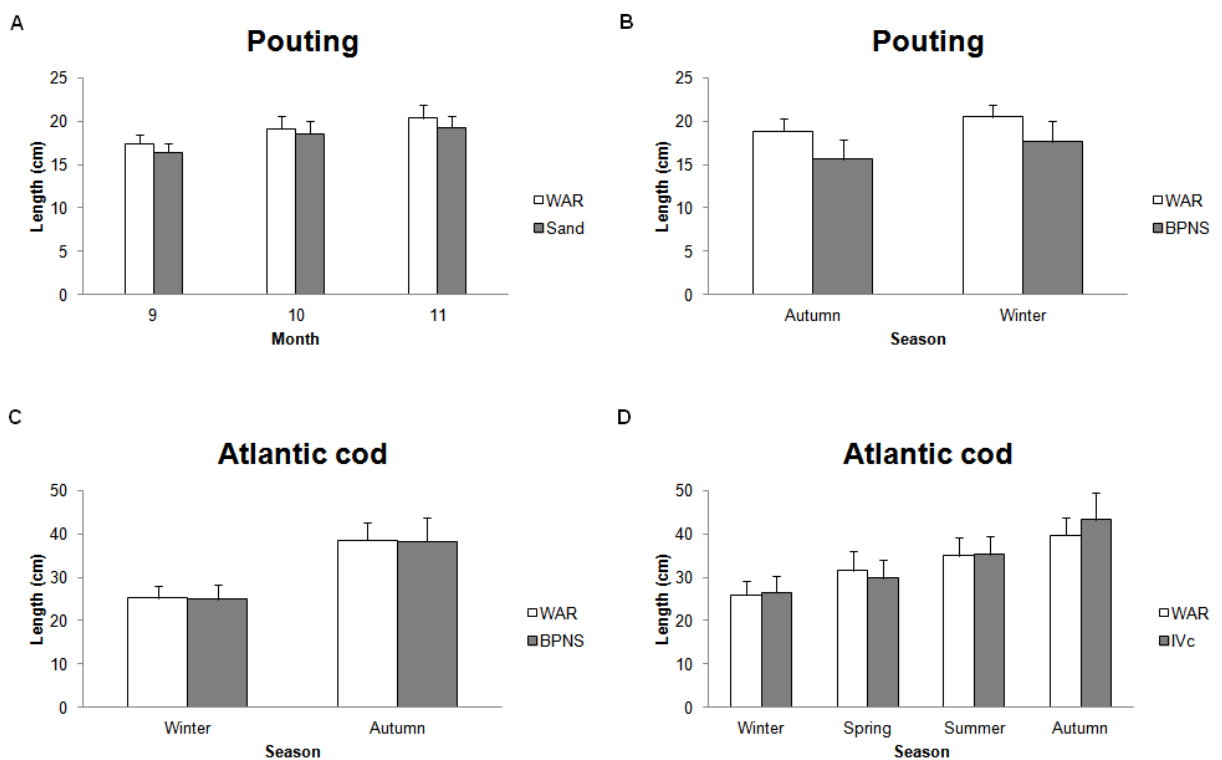 A
Pouting
25
20
15
10
5
0
Length (cm)
9 10 11
Month
WAR
Sand
B
Pouting
25
20
15
10
5
0
Length (cm)
Autumn Winter
Season
WAR
BPNS
C
Atlantic cod
50
40
30
20
10
0
Length (cm)
Winter Autumn
Season
WAR
BPNS
D
Atlantic cod
50
40
30
20
10
0
Length (cm)
Winter Spring Summer Autumn
Season
WAR
IVc